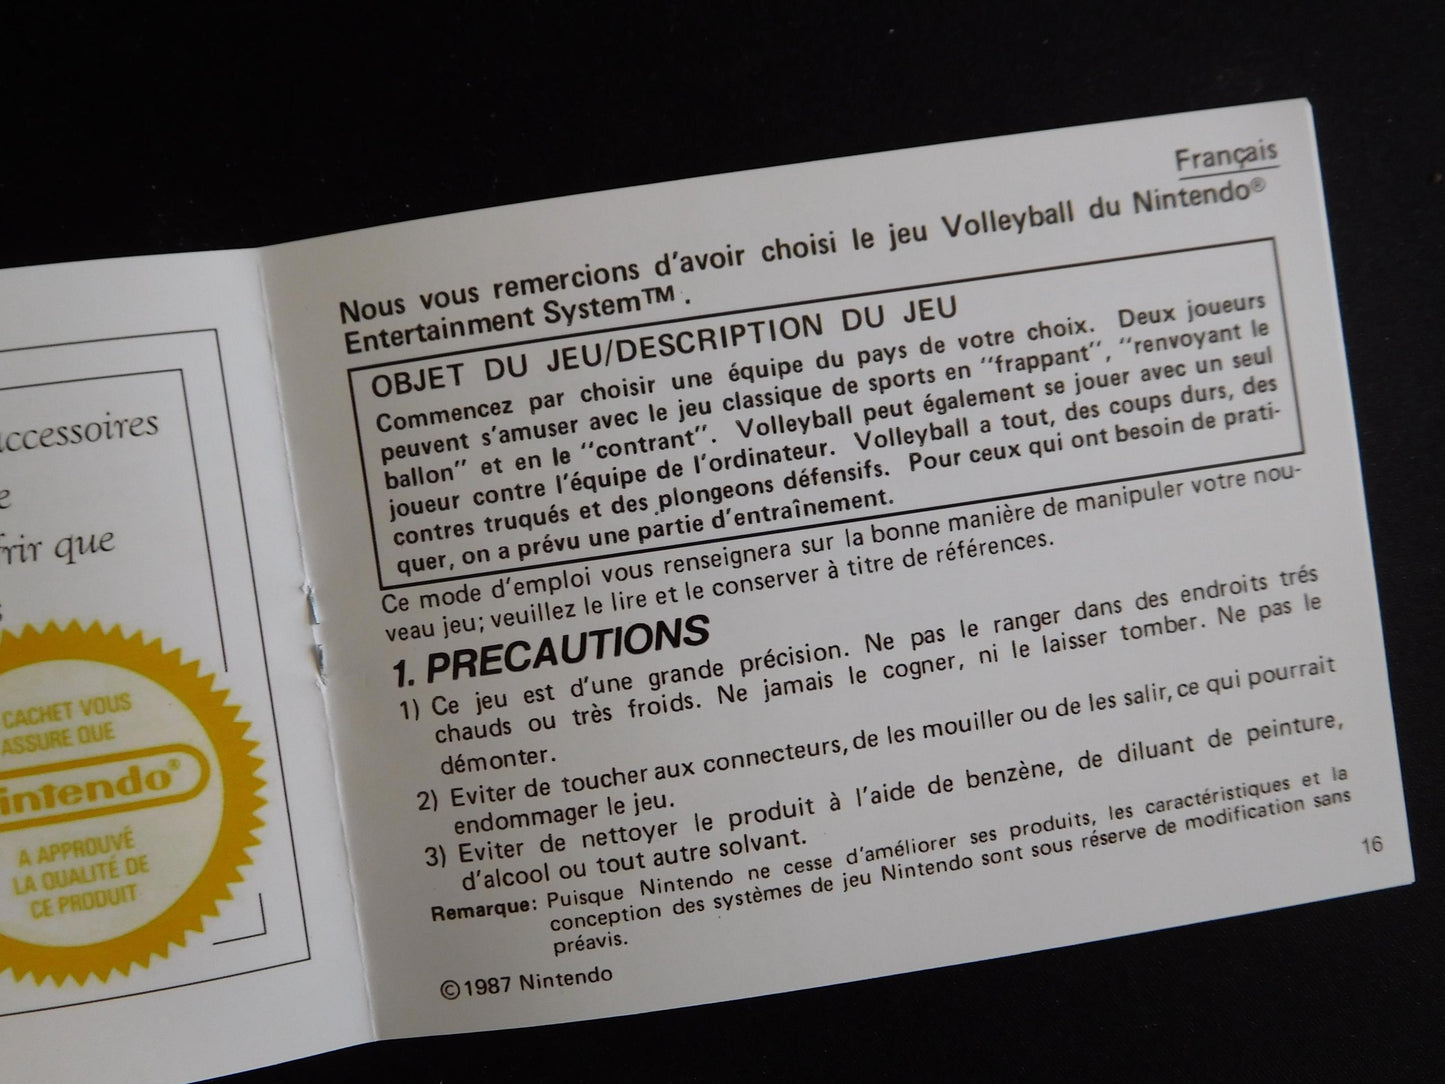 accessoires
e
frir que
CACHET VOUS
ASSURE QUE
Nintendo®
A APPROUVÉ
LA QUALITÉ DE
CE PRODUIT
Français
Nous vous remercions d'avoir choisi le jeu Volleyball du Nintendo®
Entertainment System™.
OBJET DU JEU/DESCRIPTION DU JEU
Commencez par choisir une équipe du pays de votre choix. Deux joueurs
peuvent s'amuser avec le jeu classique de sports en "frappant", "renvoyant le
ballon" et en le "contrant". Volleyball peut également se jouer avec un seul
joueur contre l'équipe de l'ordinateur. Volleyball a tout, des coups durs, des
contres truqués et des plongeons défensifs. Pour ceux qui ont besoin de prati-
quer, on a prévu une partie d'entraînement.
Ce mode d'emploi vous renseignera sur la bonne manière de manipuler votre nou-
veau jeu; veuillez le lire et le conserver à titre de références.
1. PRECAUTIONS
1) Ce jeu est d'une grande précision. Ne pas le ranger dans des endroits trés
chauds ou très froids. Ne jamais le cogner, ni le laisser tomber. Ne pas le
démonter.
2) Eviter de toucher aux connecteurs, de les mouiller ou de les salir, ce qui pourrait
endommager le jeu.
3) Eviter de nettoyer le produit à l'aide de benzène, de diluant de peinture,
d'alcool ou tout autre solvant.
Remarque: Puisque Nintendo ne cesse d'améliorer ses produits, les caractéristiques et la
conception des systèmes de jeu Nintendo sont sous réserve de modification sans
préavis.
©1987 Nintendo
16